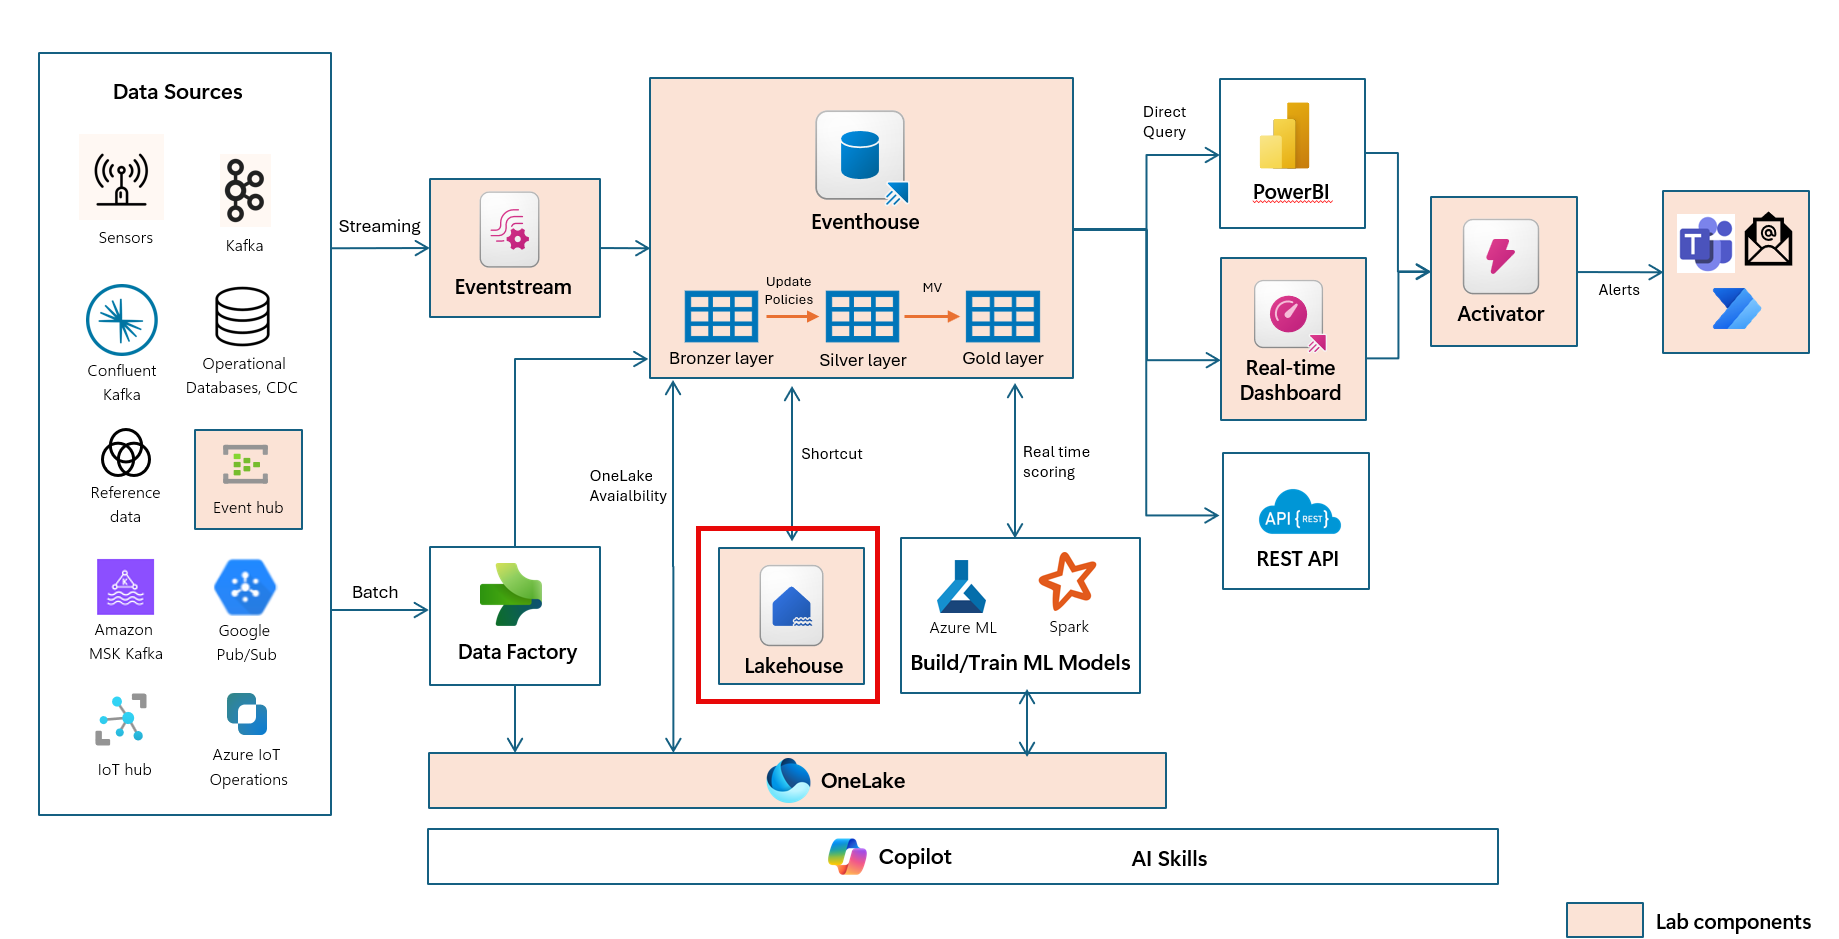 Data Sources
Sensors
Kafka
Confluent
Kafka
Operational
Databases, CDC
Reference
data
Event hub
Amazon
MSK Kafka
K
Google
Pub/Sub
IoT hub
Azure IoT
Operations
Streaming
Batch
Eventstream
Data Factory
Eventhouse
Update
Policies
MV
Bronzer layer
Silver layer
Gold layer
OneLake
Avaialbility
Shortcut
Real time
scoring
Lakehouse
Azure ML
Spark
Build/Train ML Models
OneLake
Copilot
AI Skills
Direct
Query
PowerBI
Real-time
Dashboard
API {REST}
REST API
Activator
Alerts
T
@
Lab components